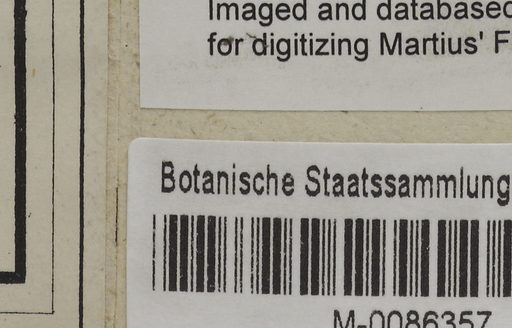 Imaged and databased
for digitizing Martius' F
Botanische Staatssammlung
M-0086357